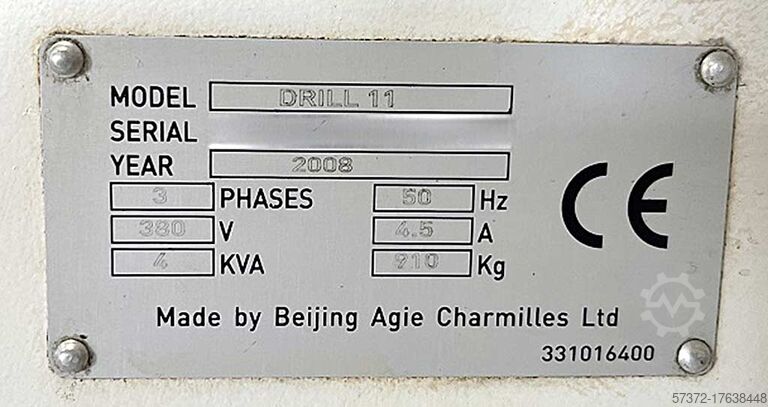 MODEL DRILL 11
SERIAL
YEAR 2008
3 PHASES 50 Hz
380 V 4.5 A
4 KVA 910 Kg
CE
Made by Beijing Agie Charmilles Ltd
331016400
57372-17638448